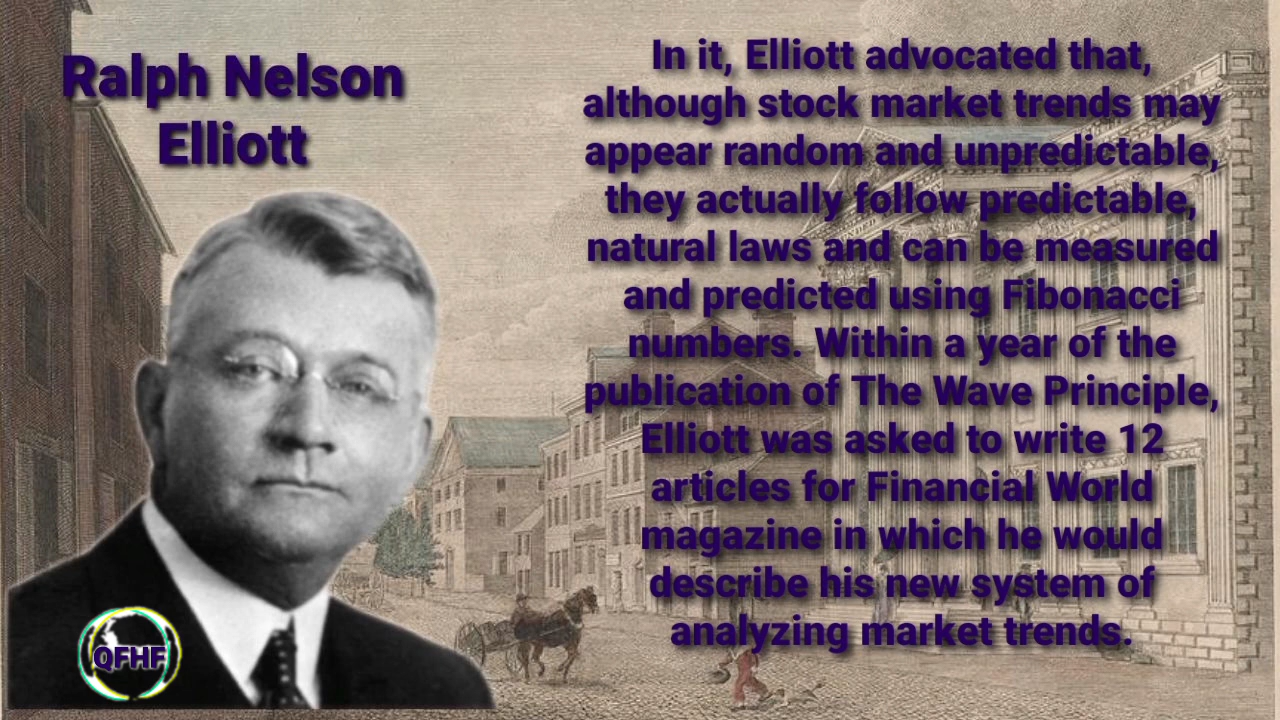 Ralph Nelson
Elliott
In it, Elliott advocated that,
although stock market trends may
appear random and unpredictable,
they actually follow predictable,
natural laws and can be measured
and predicted using Fibonacci
numbers. Within a year of the
publication of The Wave Principle,
Elliott was asked to write 12
articles for Financial World
magazine in which he would
describe his new system of
analyzing market trends.
QFHF